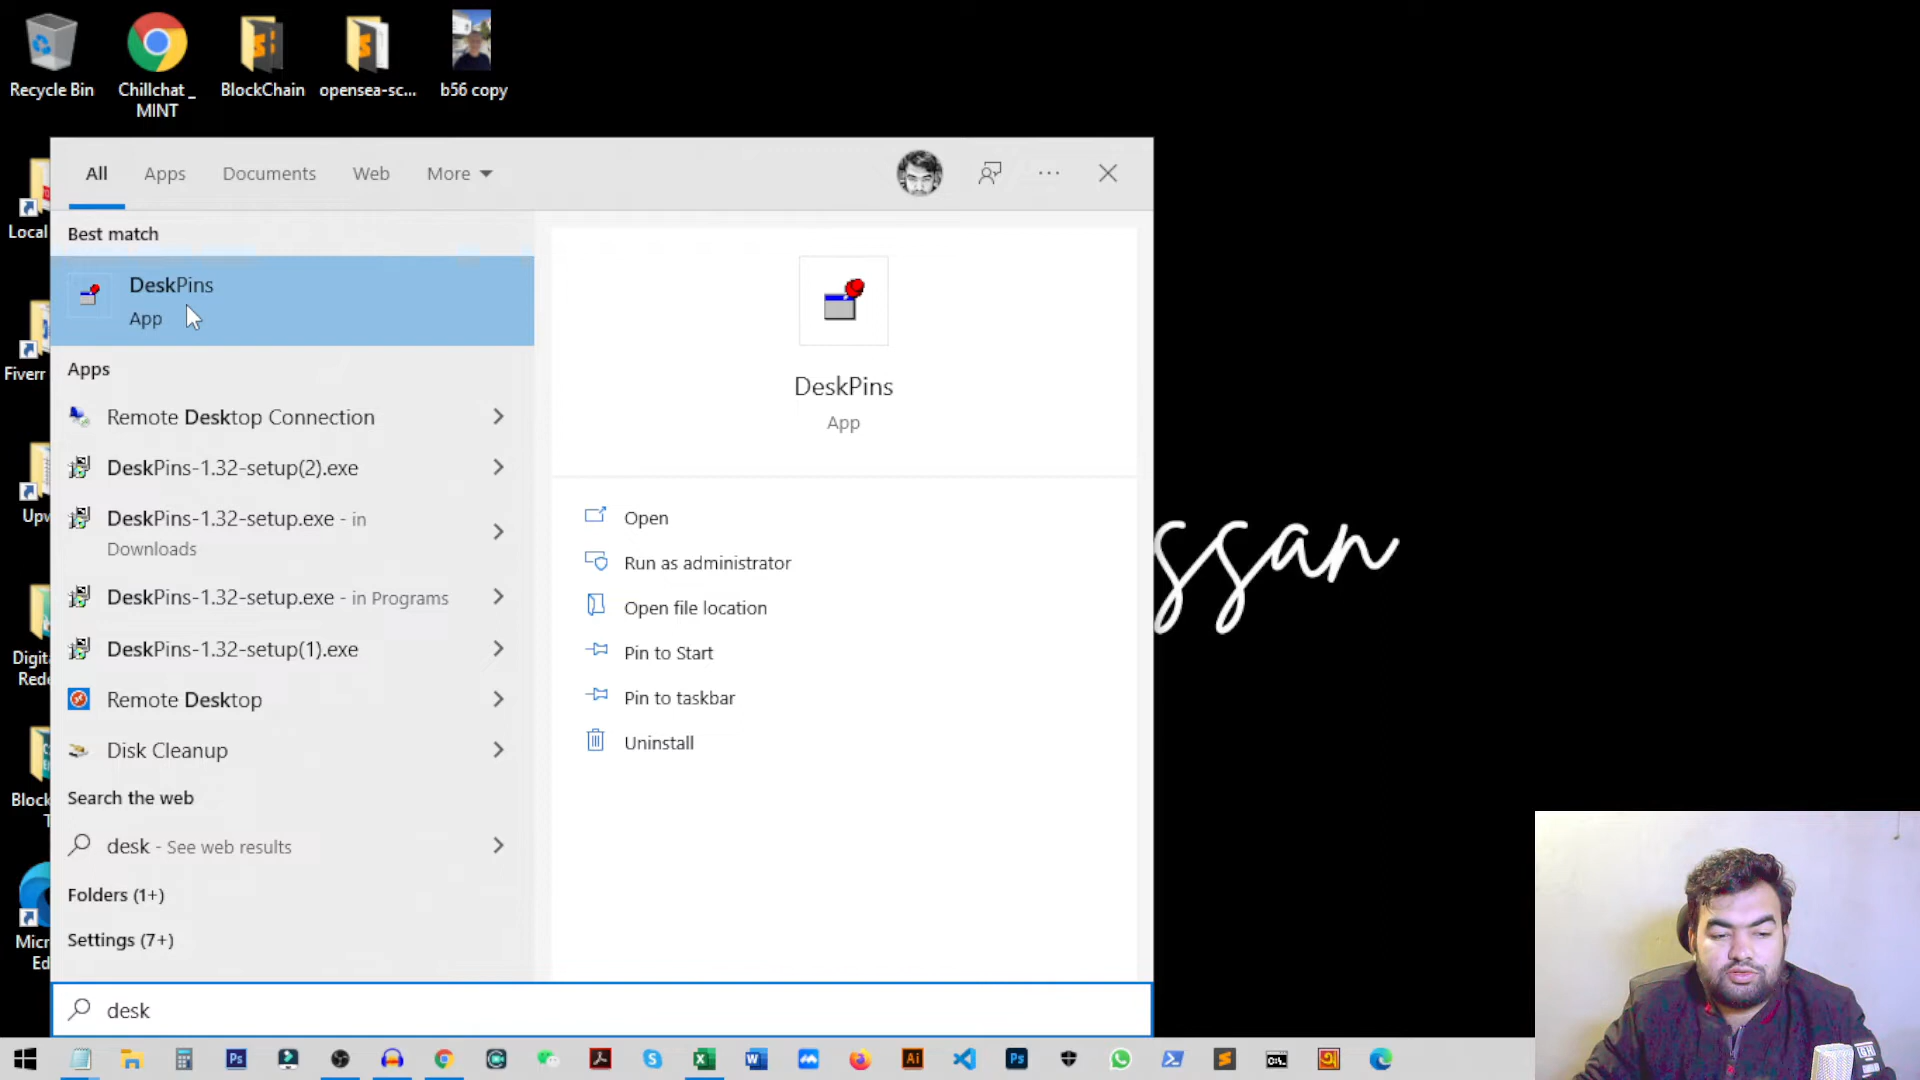 Recycle Bin
Chillchat_
MINT
BlockChain
opensea-sc...
b56 copy
Local
Fiverr
Digita
Rede
Block
Micr
Ed
All
Apps
Documents
Web
More
Best match
DeskPins
App
Apps
Remote Desktop Connection
DeskPins-1.32-setup(2).exe
DeskPins-1.32-setup.exe - in
Downloads
DeskPins-1.32-setup.exe - in Programs
DeskPins-1.32-setup(1).exe
Remote Desktop
Disk Cleanup
Search the web
desk - See web results
Folders (1+)
Settings (7+)
desk
DeskPins
App
Open
Run as administrator
Open file location
Pin to Start
Pin to taskbar
Uninstall
ssan